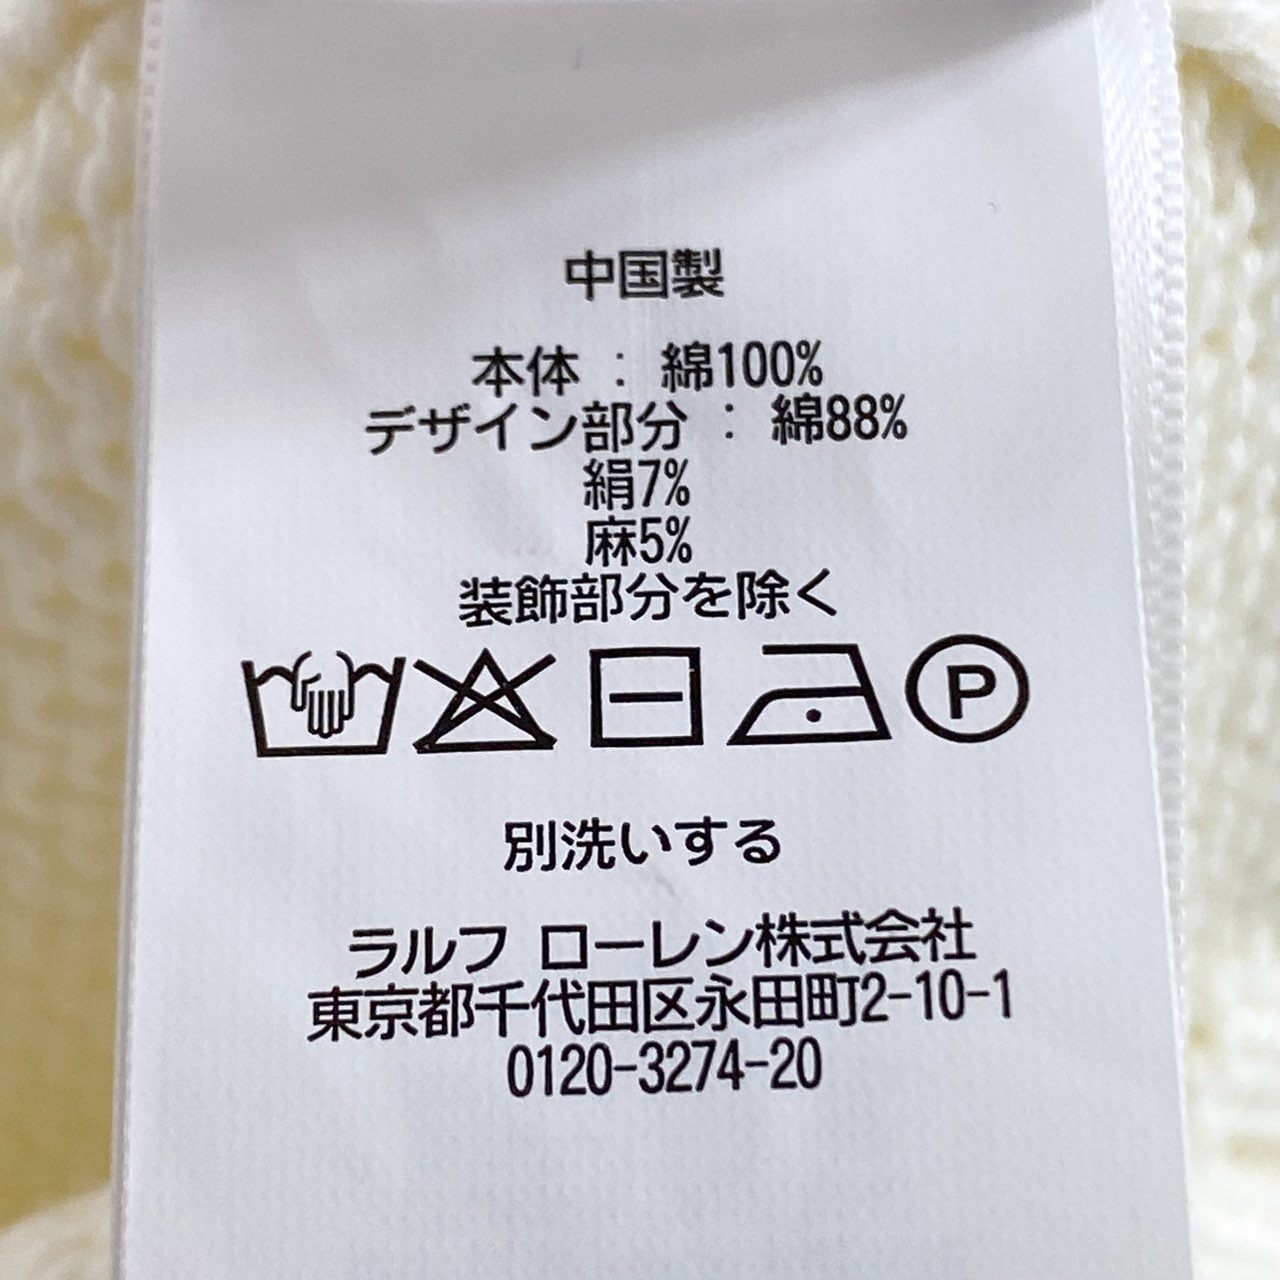 中国製
本体 : 綿100%
デザイン部分 : 綿88%
絹7%
麻5%
装飾部分を除く
P
別洗いする
ラルフ ローレン株式会社
東京都千代田区永田町2-10-1
0120-3274-20